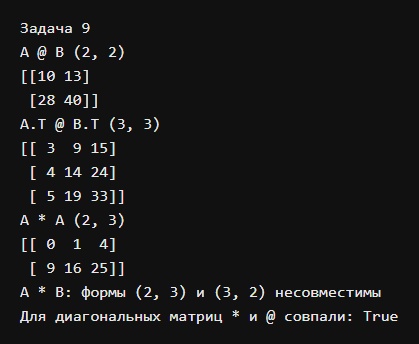 Задача 9
A @ B (2, 2)
[[10 13]
 [28 40]]
A.T @ B.T (3, 3)
[[ 3  9 15]
 [ 4 14 24]
 [ 5 19 33]]
A * A (2, 3)
[[ 0  1  4]
 [ 9 16 25]]
A * B: формы (2, 3) и (3, 2) несовместимы
Для диагональных матриц * и @ совпали: True